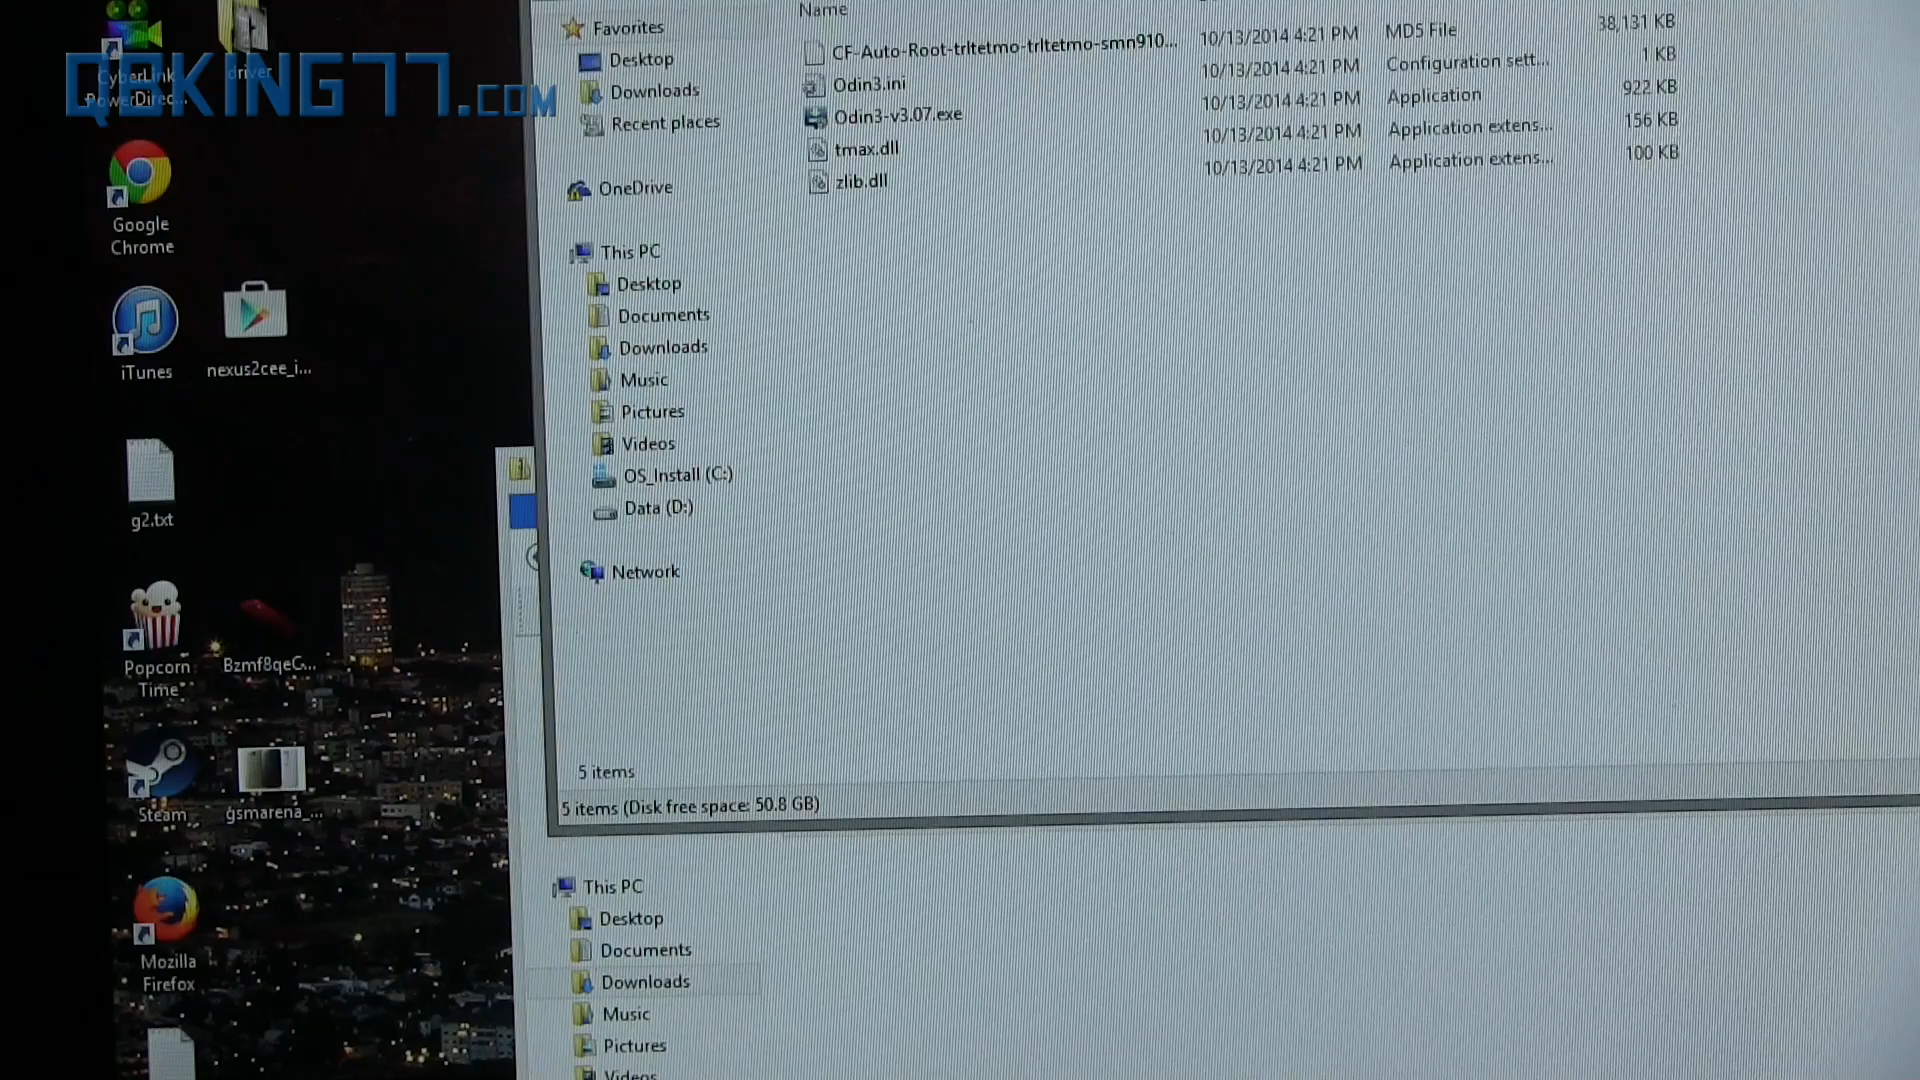 QBKING77.COM
CyberLink
PowerDirec...
driver
Google
Chrome
iTunes
nexus2cee_i...
g2.txt
Popcorn
Time
Bzmf8qeC...
Steam
gsmarena_...
Mozilla
Firefox
Favorites
Desktop
Downloads
Recent places
OneDrive
This PC
Desktop
Documents
Downloads
Music
Pictures
Videos
OS_Install (C:)
Data (D:)
Network
Name
CF-Auto-Root-trltetmo-trltetmo-smn910... 10/13/2014 4:21 PM MD5 File 38,131 KB
Odin3.ini 10/13/2014 4:21 PM Configuration sett... 1 KB
Odin3-v3.07.exe 10/13/2014 4:21 PM Application 922 KB
tmax.dll 10/13/2014 4:21 PM Application extens... 156 KB
zlib.dll 10/13/2014 4:21 PM Application extens... 100 KB
5 items
5 items (Disk free space: 50.8 GB)
This PC
Desktop
Documents
Downloads
Music
Pictures
Videos